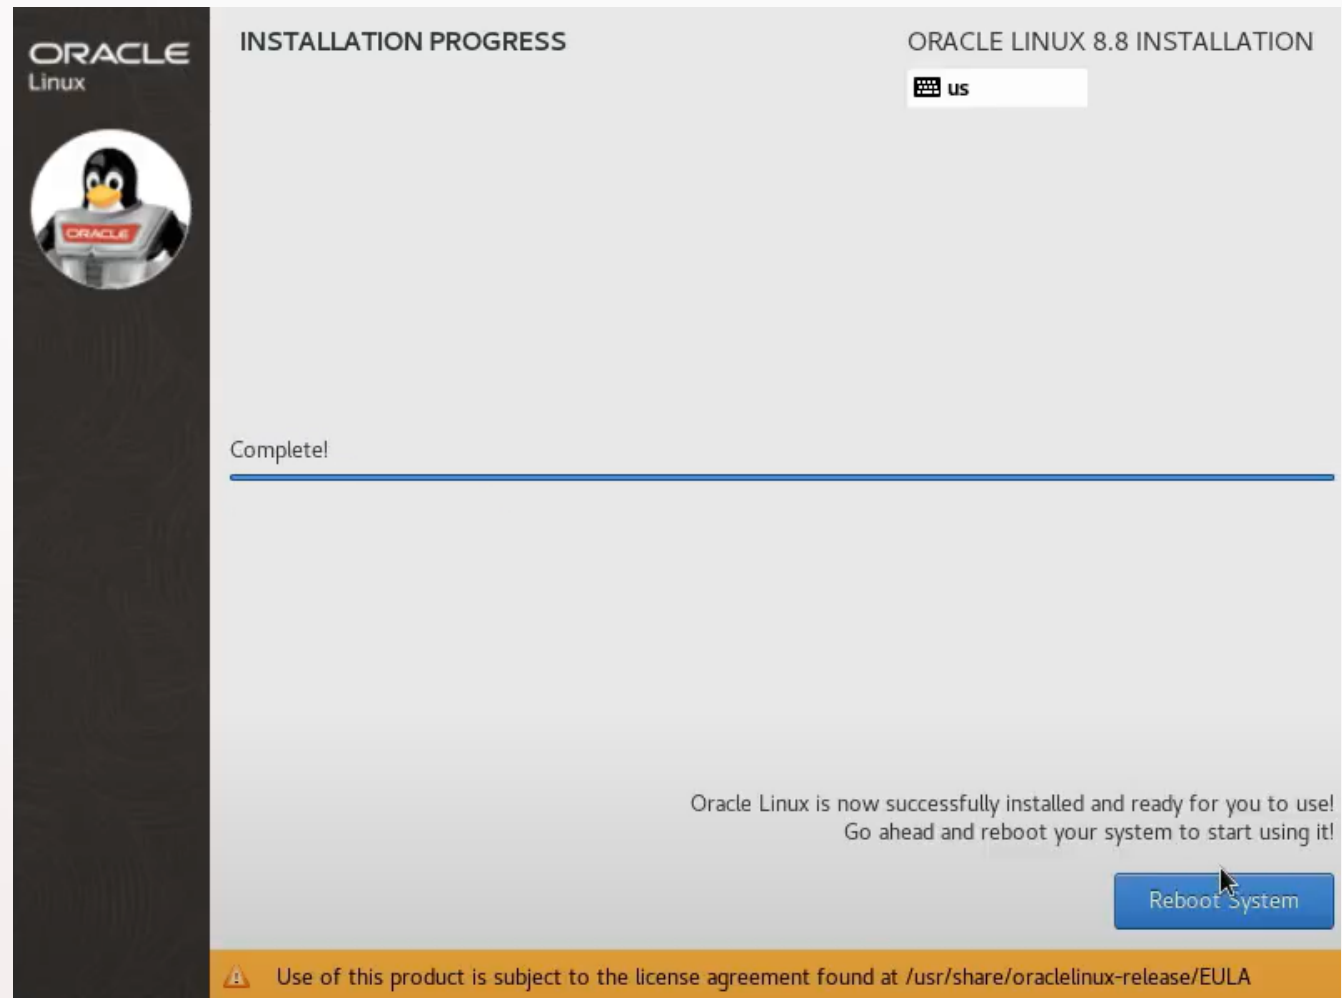 ORACLE
Linux
ORACLE
INSTALLATION PROGRESS
ORACLE LINUX 8.8 INSTALLATION
us
Complete!
Oracle Linux is now successfully installed and ready for you to use!
Go ahead and reboot your system to start using it!
Reboot System
Use of this product is subject to the license agreement found at /usr/share/oraclelinux-release/EULA